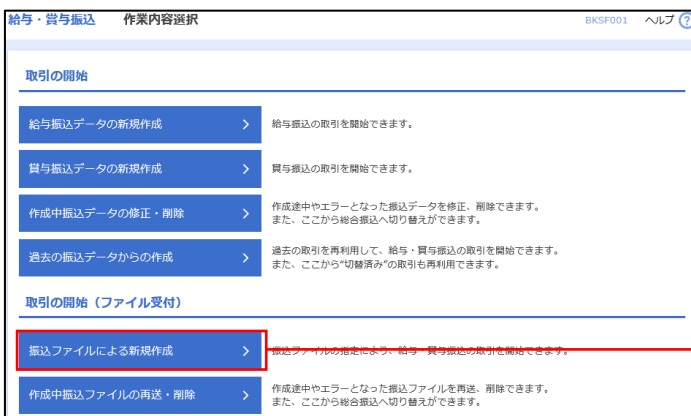 給与・賞与振込 作業内容選択 BKSF001 ヘルプ ?
取引の開始
給与振込データの新規作成 給与振込の取引を開始できます。
賞与振込データの新規作成 賞与振込の取引を開始できます。
作成中振込データの修正・削除 作成途中やエラーとなった振込データを修正、削除できます。
また、ここから総合振込へ切り替えができます。
過去の振込データからの作成 過去の取引を再利用して、給与・賞与振込の取引を開始できます。
また、ここから“切替済み”の取引も再利用できます。
取引の開始（ファイル受付）
振込ファイルによる新規作成 振込ファイルの指定により、給与・賞与振込の取引を開始できます。
作成中振込ファイルの再送・削除 作成途中やエラーとなった振込ファイルを再送、削除できます。
また、ここから総合振込へ切り替えができます。